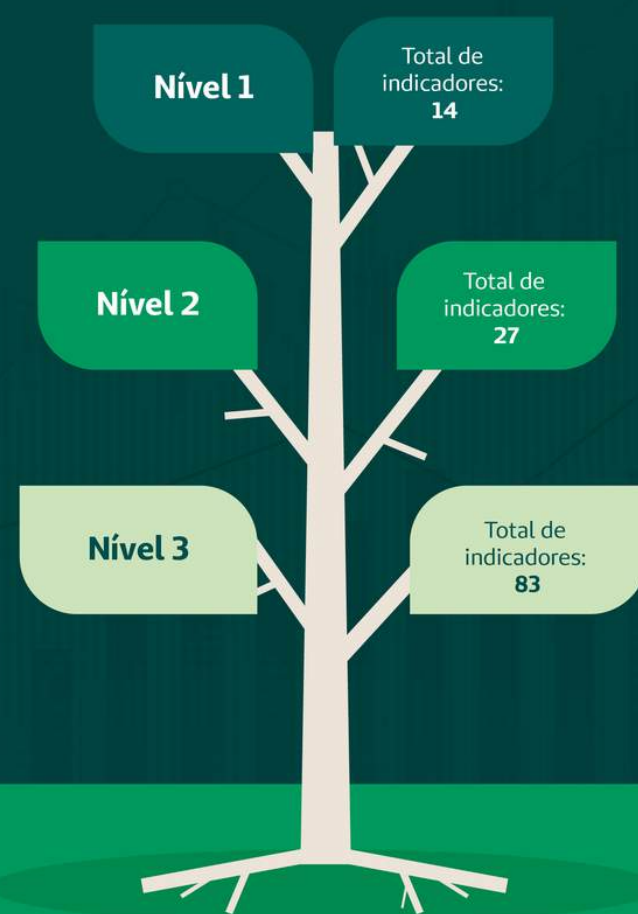 Nível 1
Total de
indicadores:
14
Nível 2
Total de
indicadores:
27
Nível 3
Total de
indicadores:
83